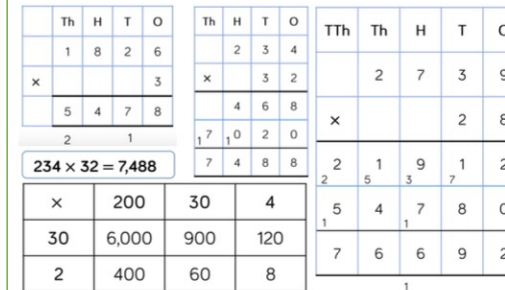 Th H T O
1 8 2 6
× 3
5 4 7 8
2 1
234 × 32 = 7,488
Th H T O
2 3 4
× 3 2
4 6 8
1 7 1 0 2 0
7 4 8 8
× 200 30 4
30 6,000 900 120
2 400 60 8
TTh Th H T
2 7 3 9
× 2 8
2 1 9 1 2
2 5 3 7
5 4 7 8 0
1 1
7 6 6 9 2
1